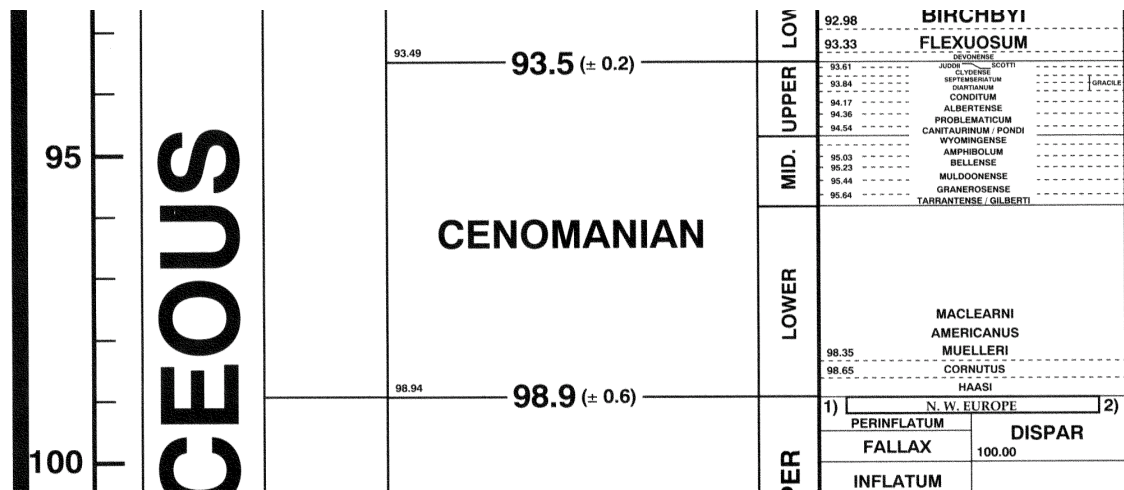 92.98 BIRCHBYI
LOW
93.33 FLEXUOSUM
93.49
93.5 (± 0.2)
DEVONENSE
93.61 JUDDII SCOTTI
CLYDENSE
SEPTEMSERIATUM
93.84 GRACILE
DIARTIANUM
UPPER
CONDITUM
94.17
ALBERTENSE
94.36
PROBLEMATICUM
94.54
CANITAURINUM / PONDI
WYOMINGENSE
95
MID.
AMPHIBOLUM
95.03
BELLENSE
95.23
MULDOONENSE
95.44
GRANEROSENSE
95.64
TARRANTENSE / GILBERTI
CEOUS
CENOMANIAN
LOWER
MACLEARNI
AMERICANUS
98.35 MUELLERI
98.65 CORNUTUS
HAASI
98.94
98.9 (± 0.6)
1) N. W. EUROPE 2)
PERINFLATUM
DISPAR
FALLAX
100.00
100
PER
INFLATUM